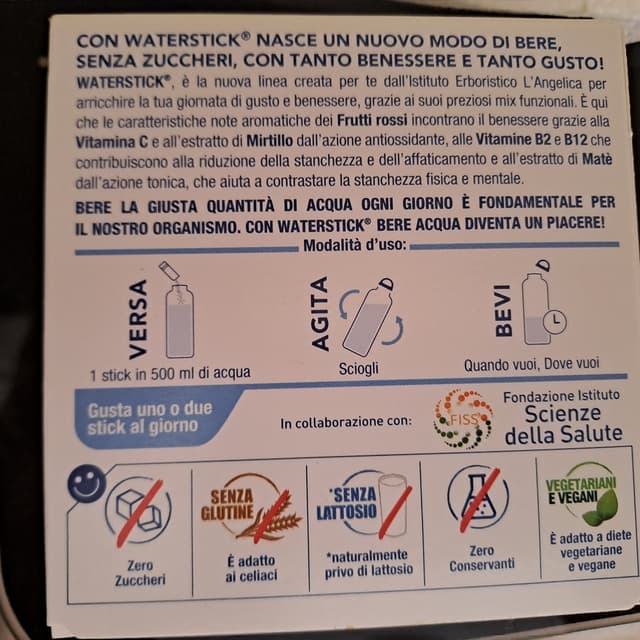 CON WATERSTICK® NASCE UN NUOVO MODO DI BERE,
SENZA ZUCCHERI, CON TANTO BENESSERE E TANTO GUSTO!
WATERSTICK®, è la nuova linea creata per te dall'Istituto Erboristico L'Angelica per
arricchire la tua giornata di gusto e benessere, grazie ai suoi preziosi mix funzionali. È qui
che le caratteristiche note aromatiche dei Frutti rossi incontrano il benessere grazie alla
Vitamina C e all'estratto di Mirtillo dall'azione antiossidante, alle Vitamine B2 e B12 che
contribuiscono alla riduzione della stanchezza e dell'affaticamento e all'estratto di Matè
dall'azione tonica, che aiuta a contrastare la stanchezza fisica e mentale.
BERE LA GIUSTA QUANTITÀ DI ACQUA OGNI GIORNO È FONDAMENTALE PER
IL NOSTRO ORGANISMO. CON WATERSTICK® BERE ACQUA DIVENTA UN PIACERE!
Modalità d'uso:
VERSA
1 stick in 500 ml di acqua
AGITA
Sciogli
BEVI
Quando vuoi, Dove vuoi
Gusta uno o due
stick al giorno
In collaborazione con:
FISS
Fondazione Istituto
Scienze
della Salute
Zero
Zuccheri
SENZA
GLUTINE
È adatto
ai celiaci
*SENZA
LATTOSIO
*naturalmente
privo di lattosio
Zero
Conservanti
VEGETARIANI
E VEGANI
È adatto a diete
vegetariane
e vegane